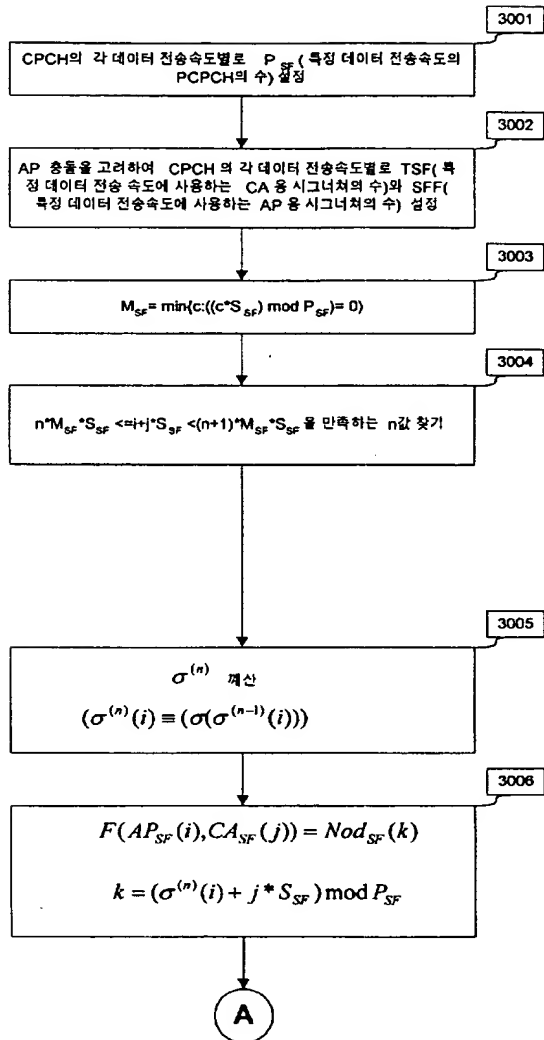 3001
CPCH의 각 데이터 전송속도별로 P_SF (특정 데이터 전송속도의
PCPCH의 수) 설정
3002
AP 충돌을 고려하여 CPCH 의 각 데이터 전송속도별로 TSF( 특
정 데이터 전송 속도에 사용하는 CA 용 시그너쳐의 수)와 SFF(
특정 데이터 전송속도에 사용하는 AP 용 시그너쳐의 수) 설정
3003
M_SF= min{c:((c*S_SF) mod P_SF)= 0}
3004
n*M_SF*S_SF <=i+j*S_SF <(n+1)*M_SF*S_SF 을 만족하는 n값 찾기
3005
σ^(n) 계산
(σ^(n)(i) ≡ (σ(σ^(n-1)(i)))
3006
F(AP_SF(i),CA_SF(j)) = Nod_SF(k)
k = (σ^(n)(i) + j * S_SF) mod P_SF
A